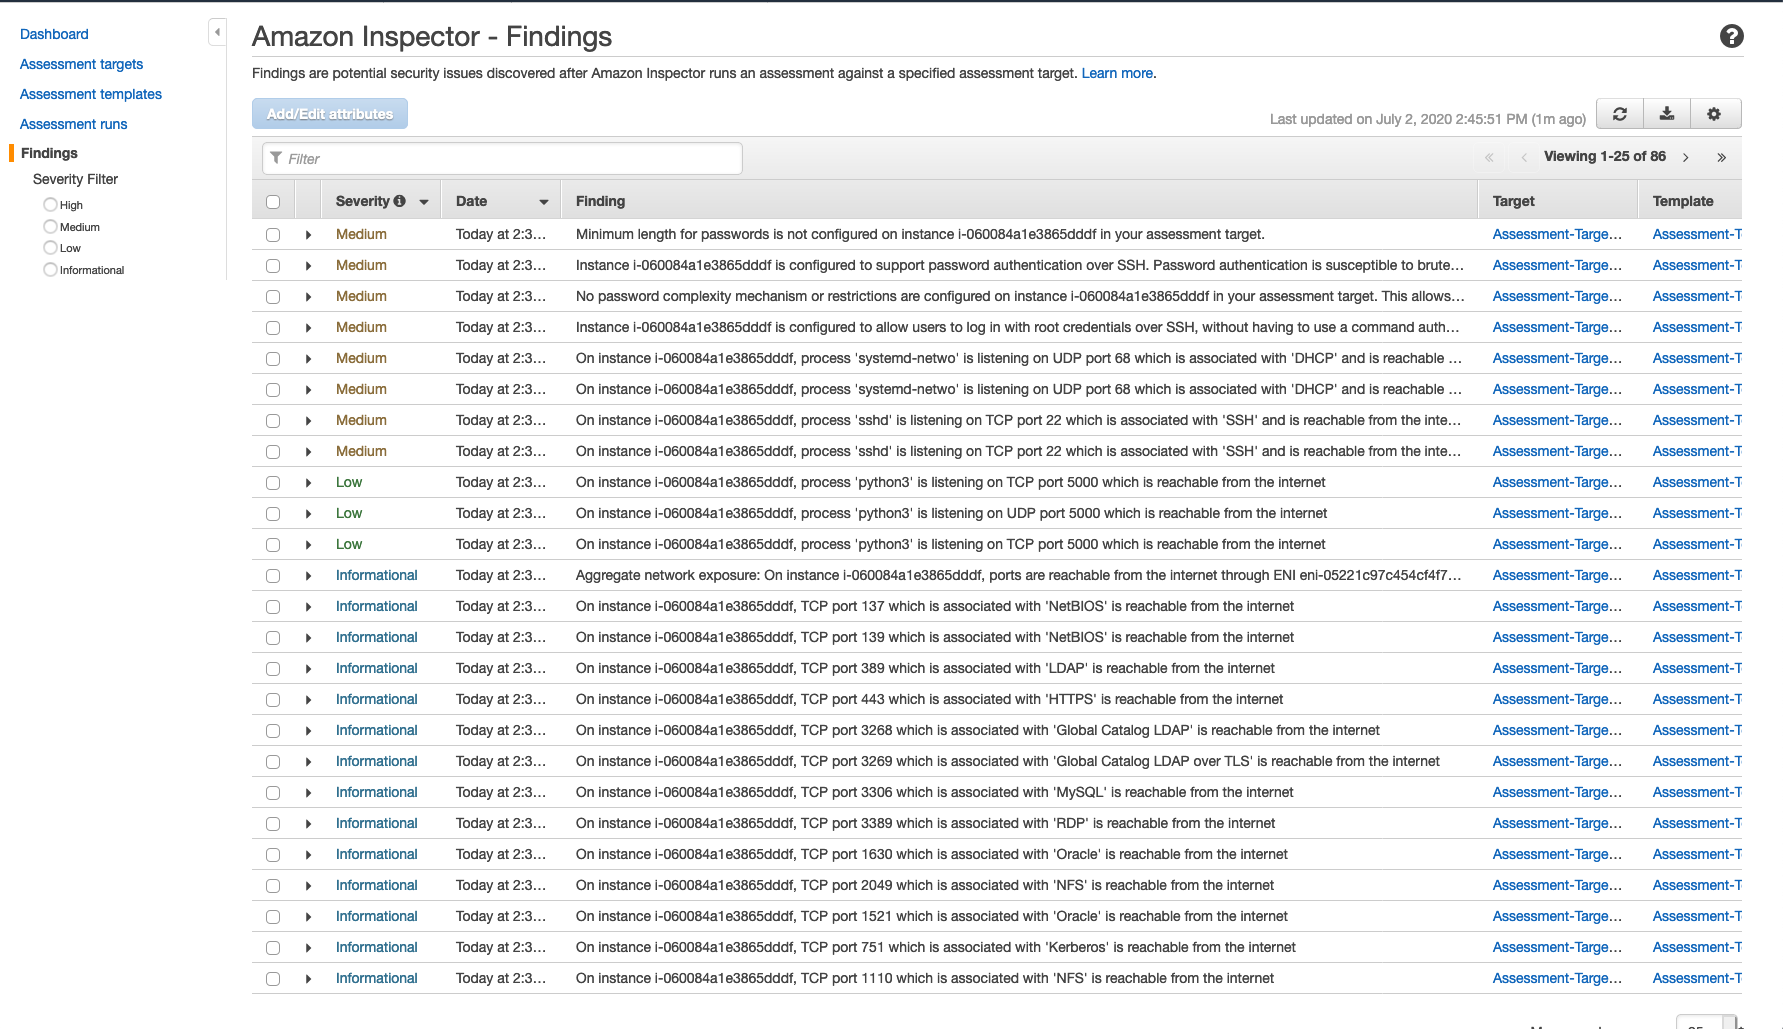 Dashboard
Assessment targets
Assessment templates
Assessment runs
Findings
Severity Filter
High
Medium
Low
Informational
Amazon Inspector - Findings
Findings are potential security issues discovered after Amazon Inspector runs an assessment against a specified assessment target. Learn more.
Add/Edit attributes
Last updated on July 2, 2020 2:45:51 PM (1m ago)
Filter
Viewing 1-25 of 86
Severity Date Finding Target Template
Medium Today at 2:3... Minimum length for passwords is not configured on instance i-060084a1e3865dddf in your assessment target. Assessment-Targe... Assessment-T
Medium Today at 2:3... Instance i-060084a1e3865dddf is configured to support password authentication over SSH. Password authentication is susceptible to brute... Assessment-Targe... Assessment-T
Medium Today at 2:3... No password complexity mechanism or restrictions are configured on instance i-060084a1e3865dddf in your assessment target. This allows... Assessment-Targe... Assessment-T
Medium Today at 2:3... Instance i-060084a1e3865dddf is configured to allow users to log in with root credentials over SSH, without having to use a command auth... Assessment-Targe... Assessment-T
Medium Today at 2:3... On instance i-060084a1e3865dddf, process 'systemd-netwo' is listening on UDP port 68 which is associated with 'DHCP' and is reachable ... Assessment-Targe... Assessment-T
Medium Today at 2:3... On instance i-060084a1e3865dddf, process 'systemd-netwo' is listening on UDP port 68 which is associated with 'DHCP' and is reachable ... Assessment-Targe... Assessment-T
Medium Today at 2:3... On instance i-060084a1e3865dddf, process 'sshd' is listening on TCP port 22 which is associated with 'SSH' and is reachable from the inte... Assessment-Targe... Assessment-T
Medium Today at 2:3... On instance i-060084a1e3865dddf, process 'sshd' is listening on TCP port 22 which is associated with 'SSH' and is reachable from the inte... Assessment-Targe... Assessment-T
Low Today at 2:3... On instance i-060084a1e3865dddf, process 'python3' is listening on TCP port 5000 which is reachable from the internet Assessment-Targe... Assessment-T
Low Today at 2:3... On instance i-060084a1e3865dddf, process 'python3' is listening on UDP port 5000 which is reachable from the internet Assessment-Targe... Assessment-T
Low Today at 2:3... On instance i-060084a1e3865dddf, process 'python3' is listening on TCP port 5000 which is reachable from the internet Assessment-Targe... Assessment-T
Informational Today at 2:3... Aggregate network exposure: On instance i-060084a1e3865dddf, ports are reachable from the internet through ENI eni-05221c97c454cf4f7... Assessment-Targe... Assessment-T
Informational Today at 2:3... On instance i-060084a1e3865dddf, TCP port 137 which is associated with 'NetBIOS' is reachable from the internet Assessment-Targe... Assessment-T
Informational Today at 2:3... On instance i-060084a1e3865dddf, TCP port 139 which is associated with 'NetBIOS' is reachable from the internet Assessment-Targe... Assessment-T
Informational Today at 2:3... On instance i-060084a1e3865dddf, TCP port 389 which is associated with 'LDAP' is reachable from the internet Assessment-Targe... Assessment-T
Informational Today at 2:3... On instance i-060084a1e3865dddf, TCP port 443 which is associated with 'HTTPS' is reachable from the internet Assessment-Targe... Assessment-T
Informational Today at 2:3... On instance i-060084a1e3865dddf, TCP port 3268 which is associated with 'Global Catalog LDAP' is reachable from the internet Assessment-Targe... Assessment-T
Informational Today at 2:3... On instance i-060084a1e3865dddf, TCP port 3269 which is associated with 'Global Catalog LDAP over TLS' is reachable from the internet Assessment-Targe... Assessment-T
Informational Today at 2:3... On instance i-060084a1e3865dddf, TCP port 3306 which is associated with 'MySQL' is reachable from the internet Assessment-Targe... Assessment-T
Informational Today at 2:3... On instance i-060084a1e3865dddf, TCP port 3389 which is associated with 'RDP' is reachable from the internet Assessment-Targe... Assessment-T
Informational Today at 2:3... On instance i-060084a1e3865dddf, TCP port 1630 which is associated with 'Oracle' is reachable from the internet Assessment-Targe... Assessment-T
Informational Today at 2:3... On instance i-060084a1e3865dddf, TCP port 2049 which is associated with 'NFS' is reachable from the internet Assessment-Targe... Assessment-T
Informational Today at 2:3... On instance i-060084a1e3865dddf, TCP port 1521 which is associated with 'Oracle' is reachable from the internet Assessment-Targe... Assessment-T
Informational Today at 2:3... On instance i-060084a1e3865dddf, TCP port 751 which is associated with 'Kerberos' is reachable from the internet Assessment-Targe... Assessment-T
Informational Today at 2:3... On instance i-060084a1e3865dddf, TCP port 1110 which is associated with 'NFS' is reachable from the internet Assessment-Targe... Assessment-T